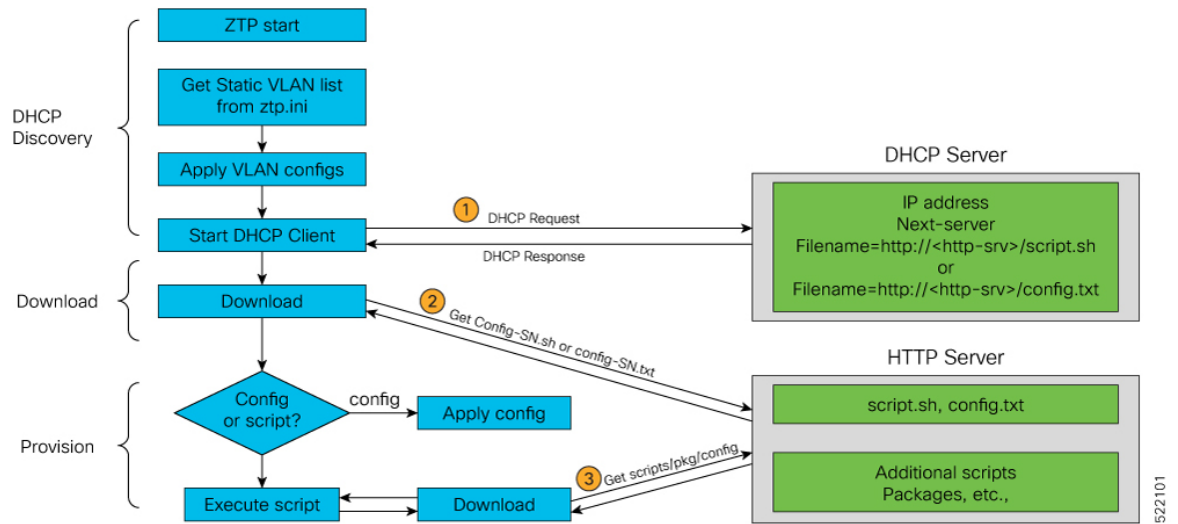 ZTP start
Get Static VLAN list
from ztp.ini
DHCP
Discovery
Apply VLAN configs
DHCP Server
1
DHCP Request
Start DHCP Client
DHCP Response
IP address
Next-server
Filename=http://<http-srv>/script.sh
or
Filename=http://<http-srv>/config.txt
Download
Download
2
Get Config-SN.sh or config-SN.txt
HTTP Server
Config
or script?
config
Apply config
script.sh, config.txt
Provision
3
Get scripts/pkg/config
Execute script
Download
Additional scripts
Packages, etc.,
522101